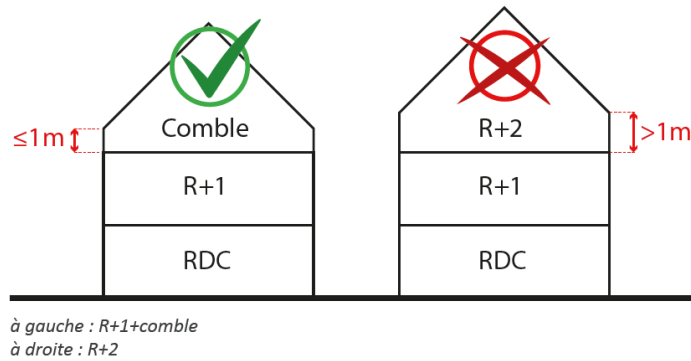 Comble
≤1m
R+1
RDC
R+2
>1m
R+1
RDC
à gauche : R+1+comble
à droite : R+2